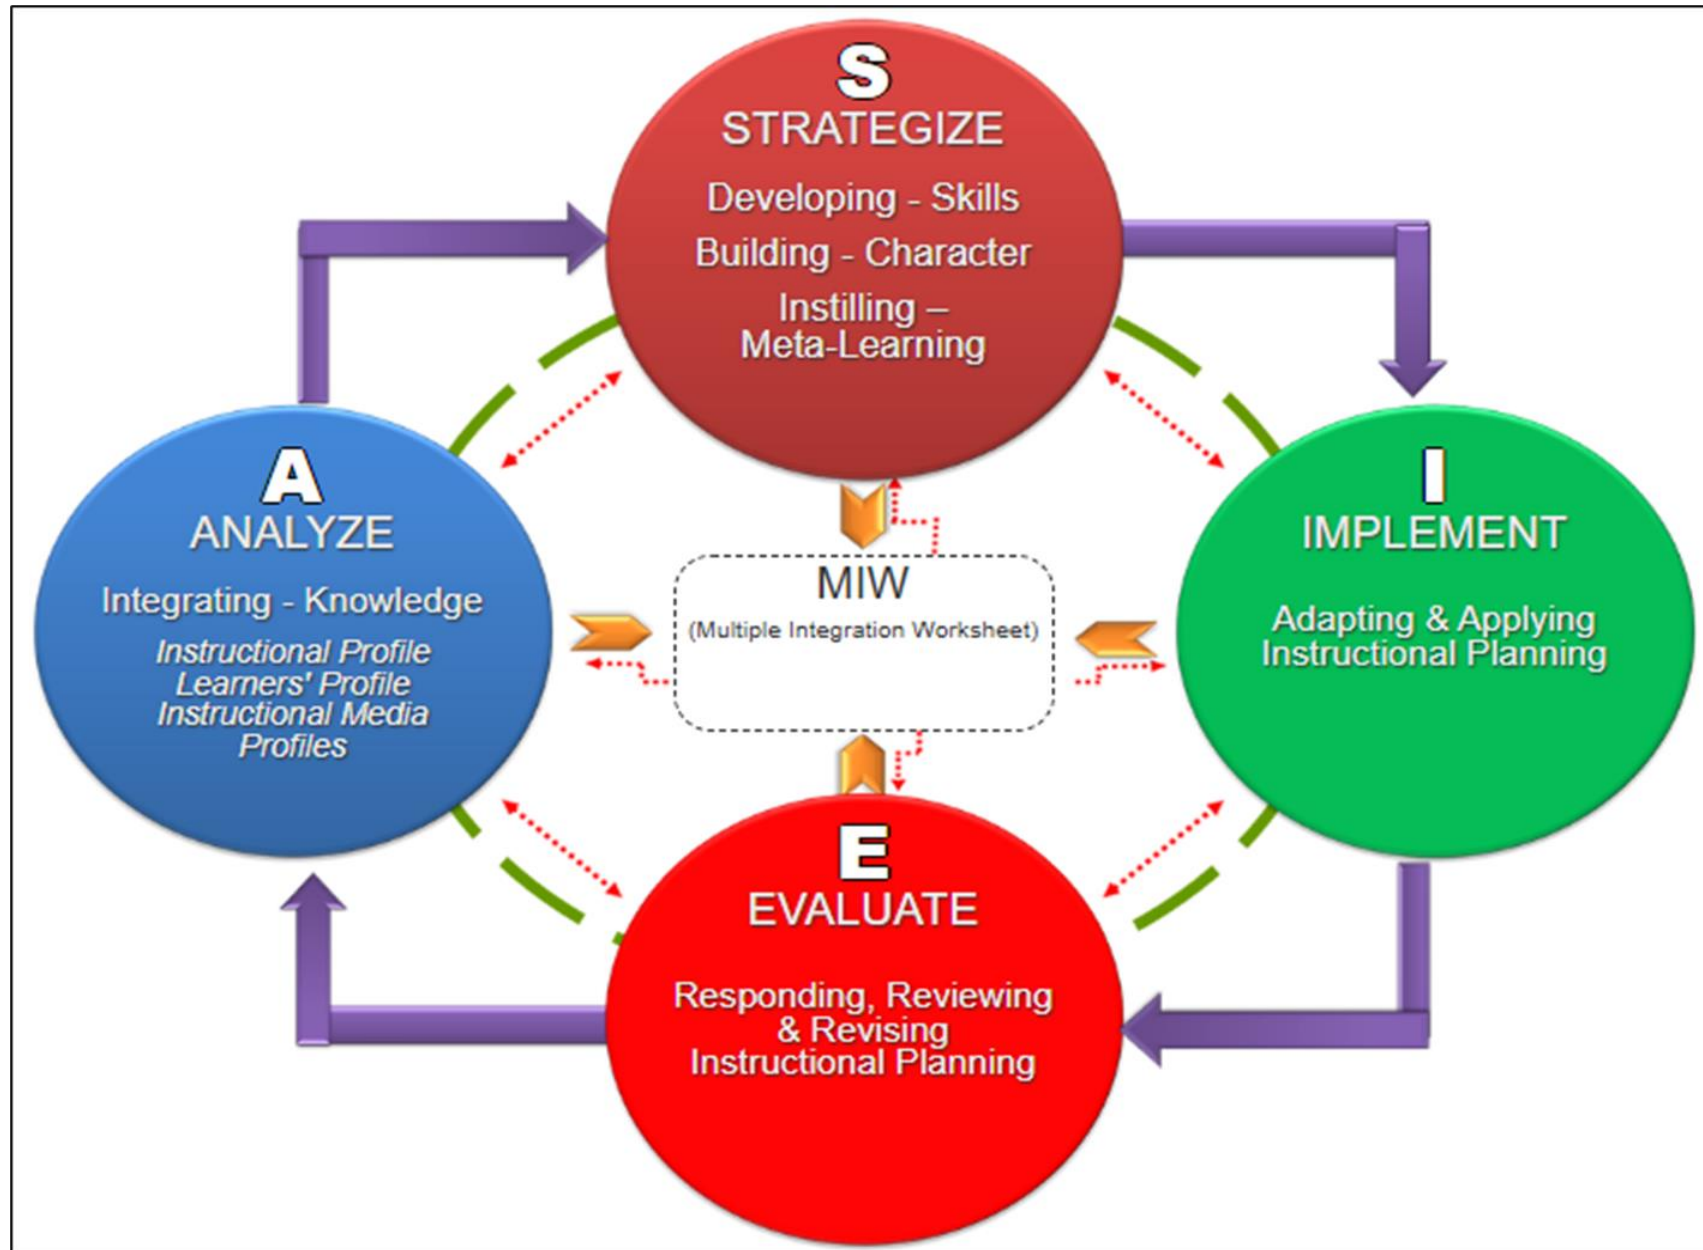 S
STRATEGIZE
Developing - Skills
Building - Character
Instilling –
Meta-Learning
A
ANALYZE
Integrating - Knowledge
Instructional Profile
Learners' Profile
Instructional Media
Profiles
MIW
(Multiple Integration Worksheet)
I
IMPLEMENT
Adapting & Applying
Instructional Planning
E
EVALUATE
Responding, Reviewing
& Revising
Instructional Planning